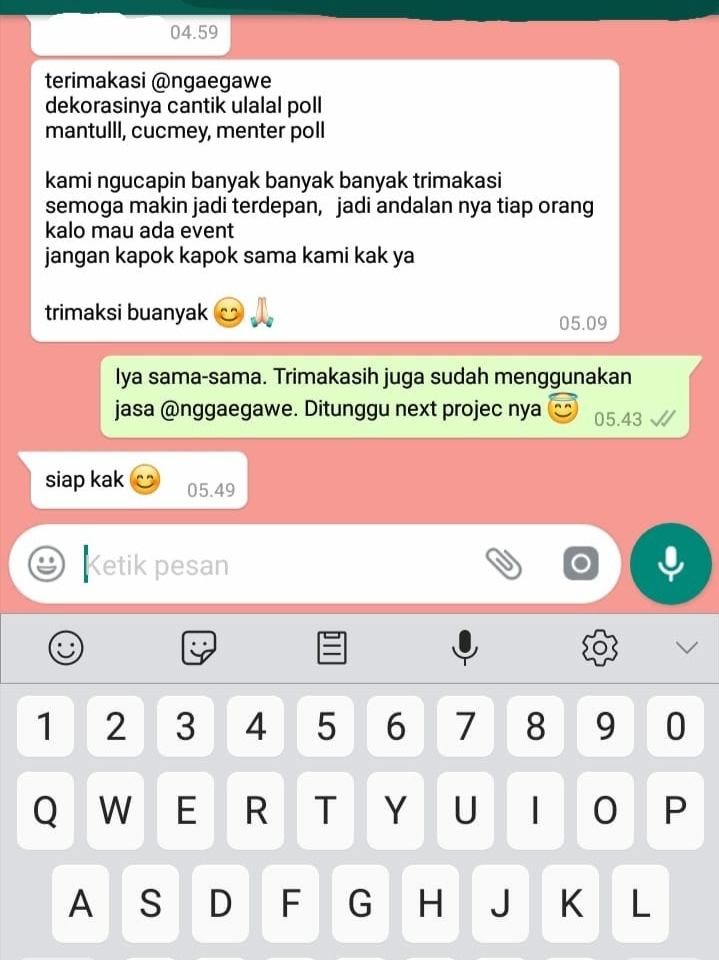 04.59
terimakasi @ngaegawe
dekorasinya cantik ulalal poll
mantulll, cucmey, menter poll
kami ngucapin banyak banyak banyak trimakasi
semoga makin jadi terdepan, jadi andalan nya tiap orang
kalo mau ada event
jangan kapok kapok sama kami kak ya
trimaksi buanyak 😊🙏🏻
05.09
Iya sama-sama. Trimakasih juga sudah menggunakan
jasa @nggaegawe. Ditunggu next projec nya 😇 05.43
siap kak 😊 05.49
Ketik pesan
1 2 3 4 5 6 7 8 9 0
Q W E R T Y U I O P
A S D F G H J K L